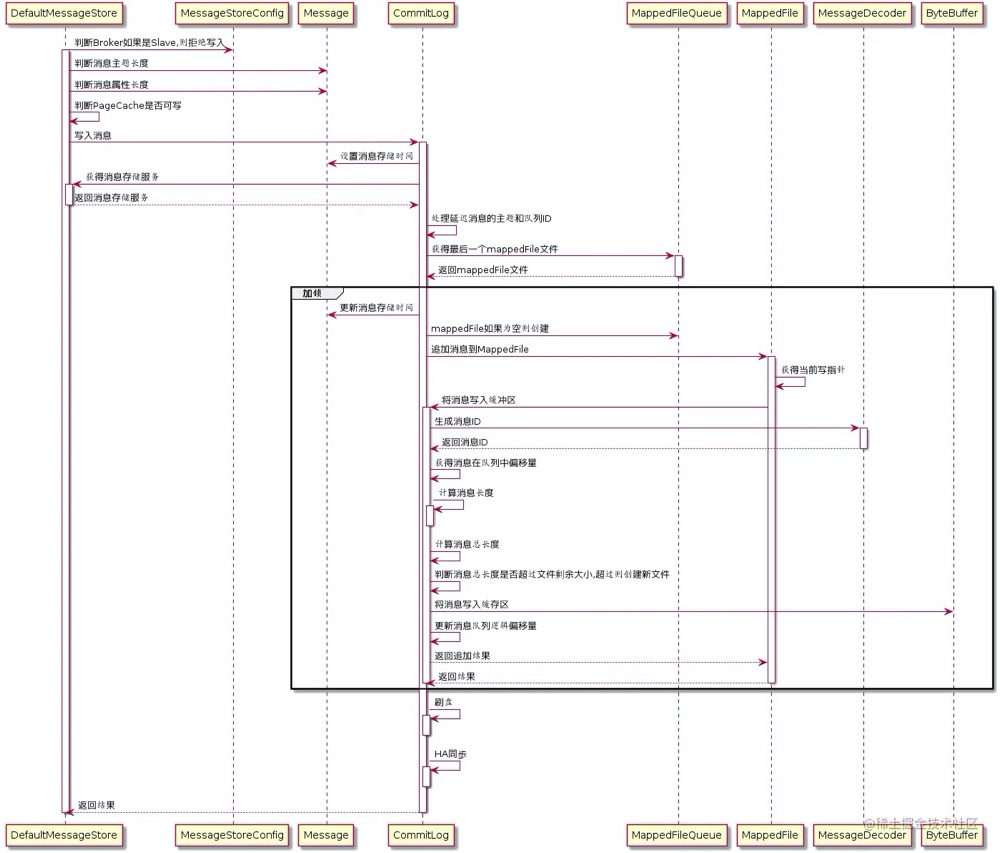 DefaultMessageStore
MessageStoreConfig
Message
CommitLog
MappedFileQueue
MappedFile
MessageDecoder
ByteBuffer
判断Broker如果是Slave,则拒绝写入
判断消息主题长度
判断消息属性长度
判断PageCache是否可写
写入消息
设置消息存储时间
获得消息存储服务
返回消息存储服务
处理延迟消息的主题和队列ID
获得最后一个mappedFile文件
返回mappedFile文件
加锁
更新消息存储时间
mappedFile如果为空则创建
追加消息到MappedFile
获得当前写指针
将消息写入缓冲区
生成消息ID
返回消息ID
获得消息在队列中偏移量
计算消息长度
计算消息总长度
判断消息总长度是否超过文件剩余大小,超过则创建新文件
将消息写入缓存区
更新消息队列逻辑偏移量
返回追加结果
返回结果
刷盘
HA同步
返回结果
DefaultMessageStore
MessageStoreConfig
Message
CommitLog
MappedFileQueue
MappedFile
MessageDecoder
ByteBuffer
@稀土掘金技术社区